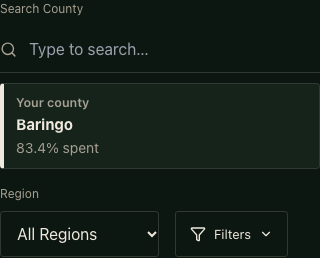 Search County
Type to search...
Your county
Baringo
83.4% spent
Region
All Regions
Filters